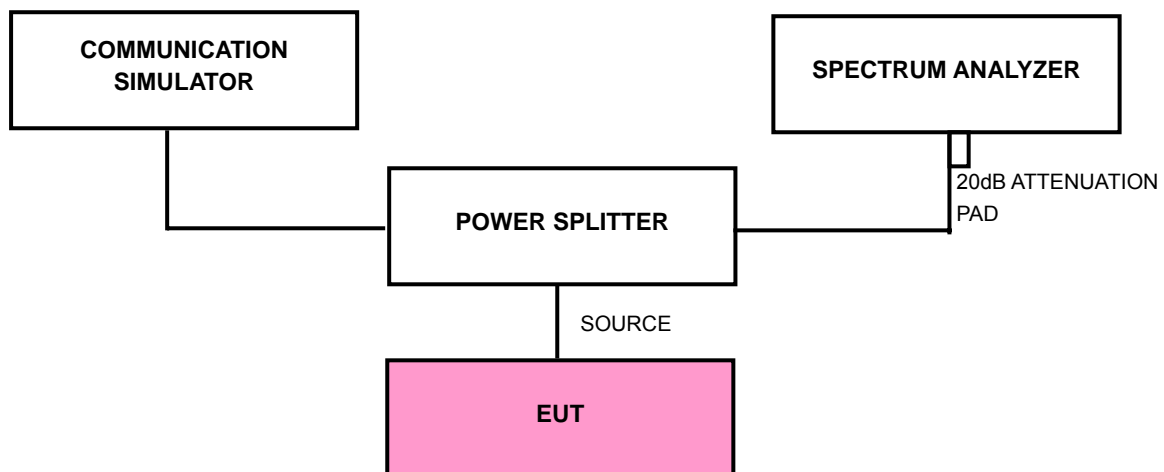 COMMUNICATION
SIMULATOR
SPECTRUM ANALYZER
20dB ATTENUATION
PAD
POWER SPLITTER
SOURCE
EUT